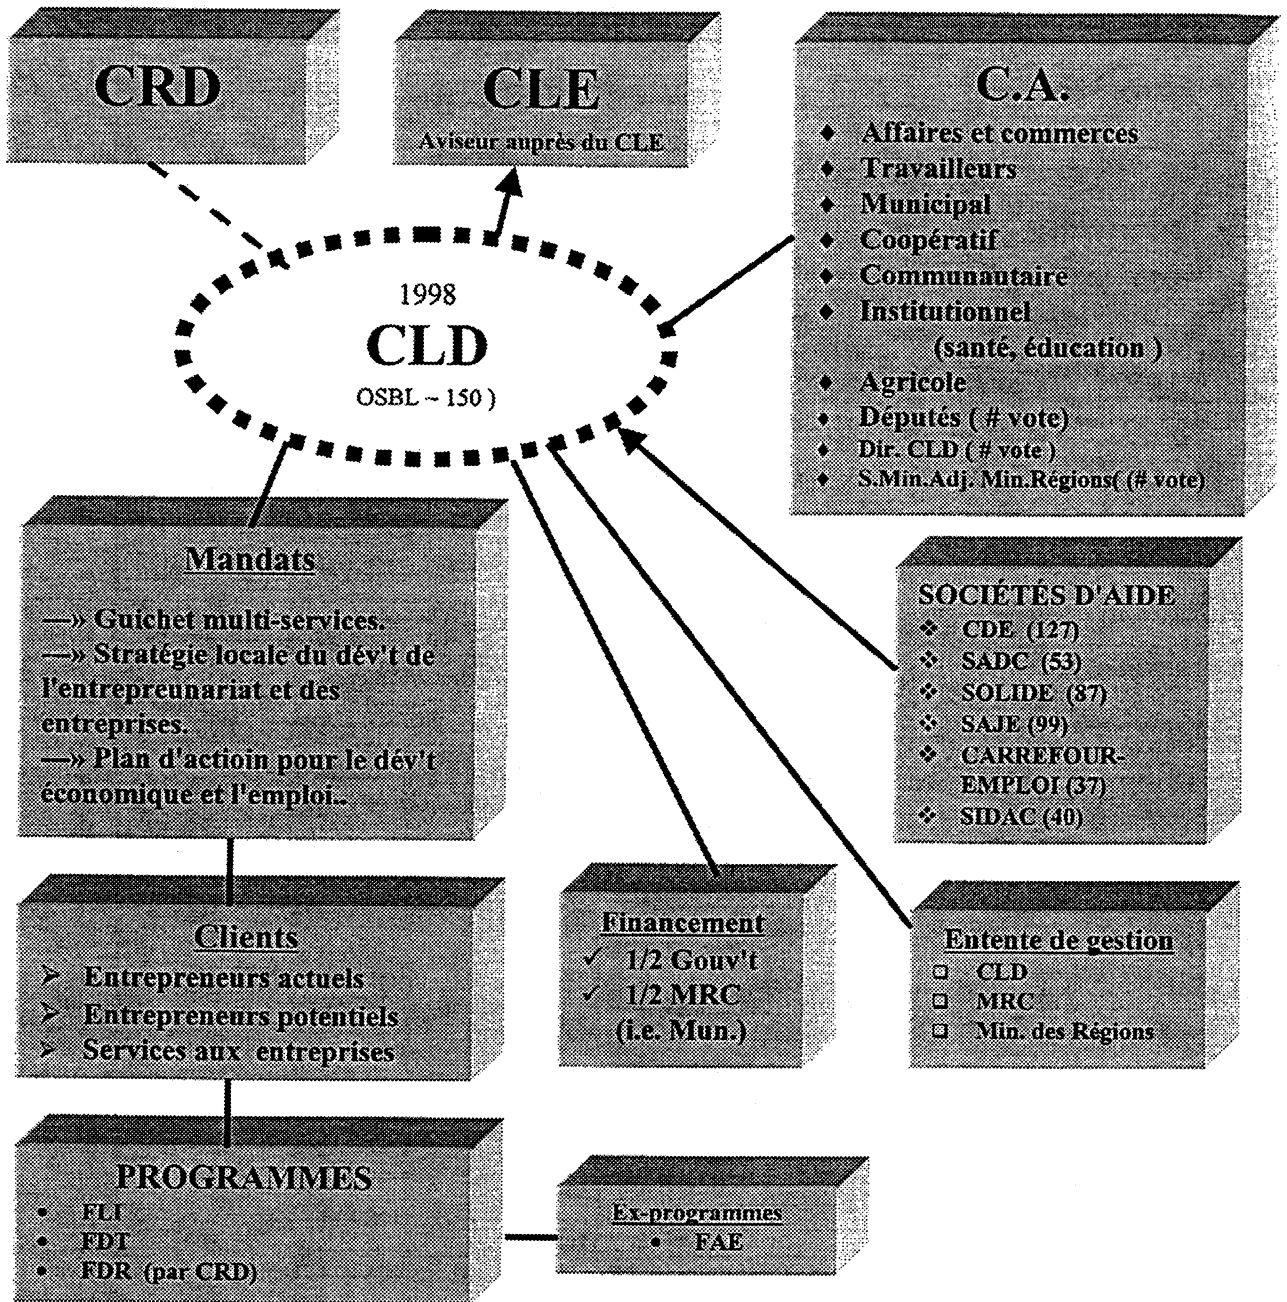 CRD
CLE
Aviseur auprès du CLE
C.A.
♦ Affaires et commerces
♦ Travailleurs
♦ Municipal
♦ Coopératif
♦ Communautaire
♦ Institutionnel
(santé, éducation )
♦ Agricole
♦ Députés ( # vote)
♦ Dir. CLD ( # vote )
♦ S.Min.Adj. Min.Régions( (# vote)
1998
CLD
OSBL ~ 150 )
Mandats
—» Guichet multi-services.
—» Stratégie locale du dév't de
l'entrepreunariat et des
entreprises.
—» Plan d'actioin pour le dév't
économique et l'emploi..
SOCIÉTÉS D'AIDE
❖ CDE (127)
❖ SADC (53)
❖ SOLIDE (87)
❖ SAJE (99)
❖ CARREFOUR-
EMPLOI (37)
❖ SIDAC (40)
Clients
➢ Entrepreneurs actuels
➢ Entrepreneurs potentiels
➢ Services aux entreprises
Financement
✓ 1/2 Gouv't
✓ 1/2 MRC
(i.e. Mun.)
Entente de gestion
❑ CLD
❑ MRC
❑ Min. des Régions
PROGRAMMES
• FLI
• FDT
• FDR (par CRD)
Ex-programmes
• FAE